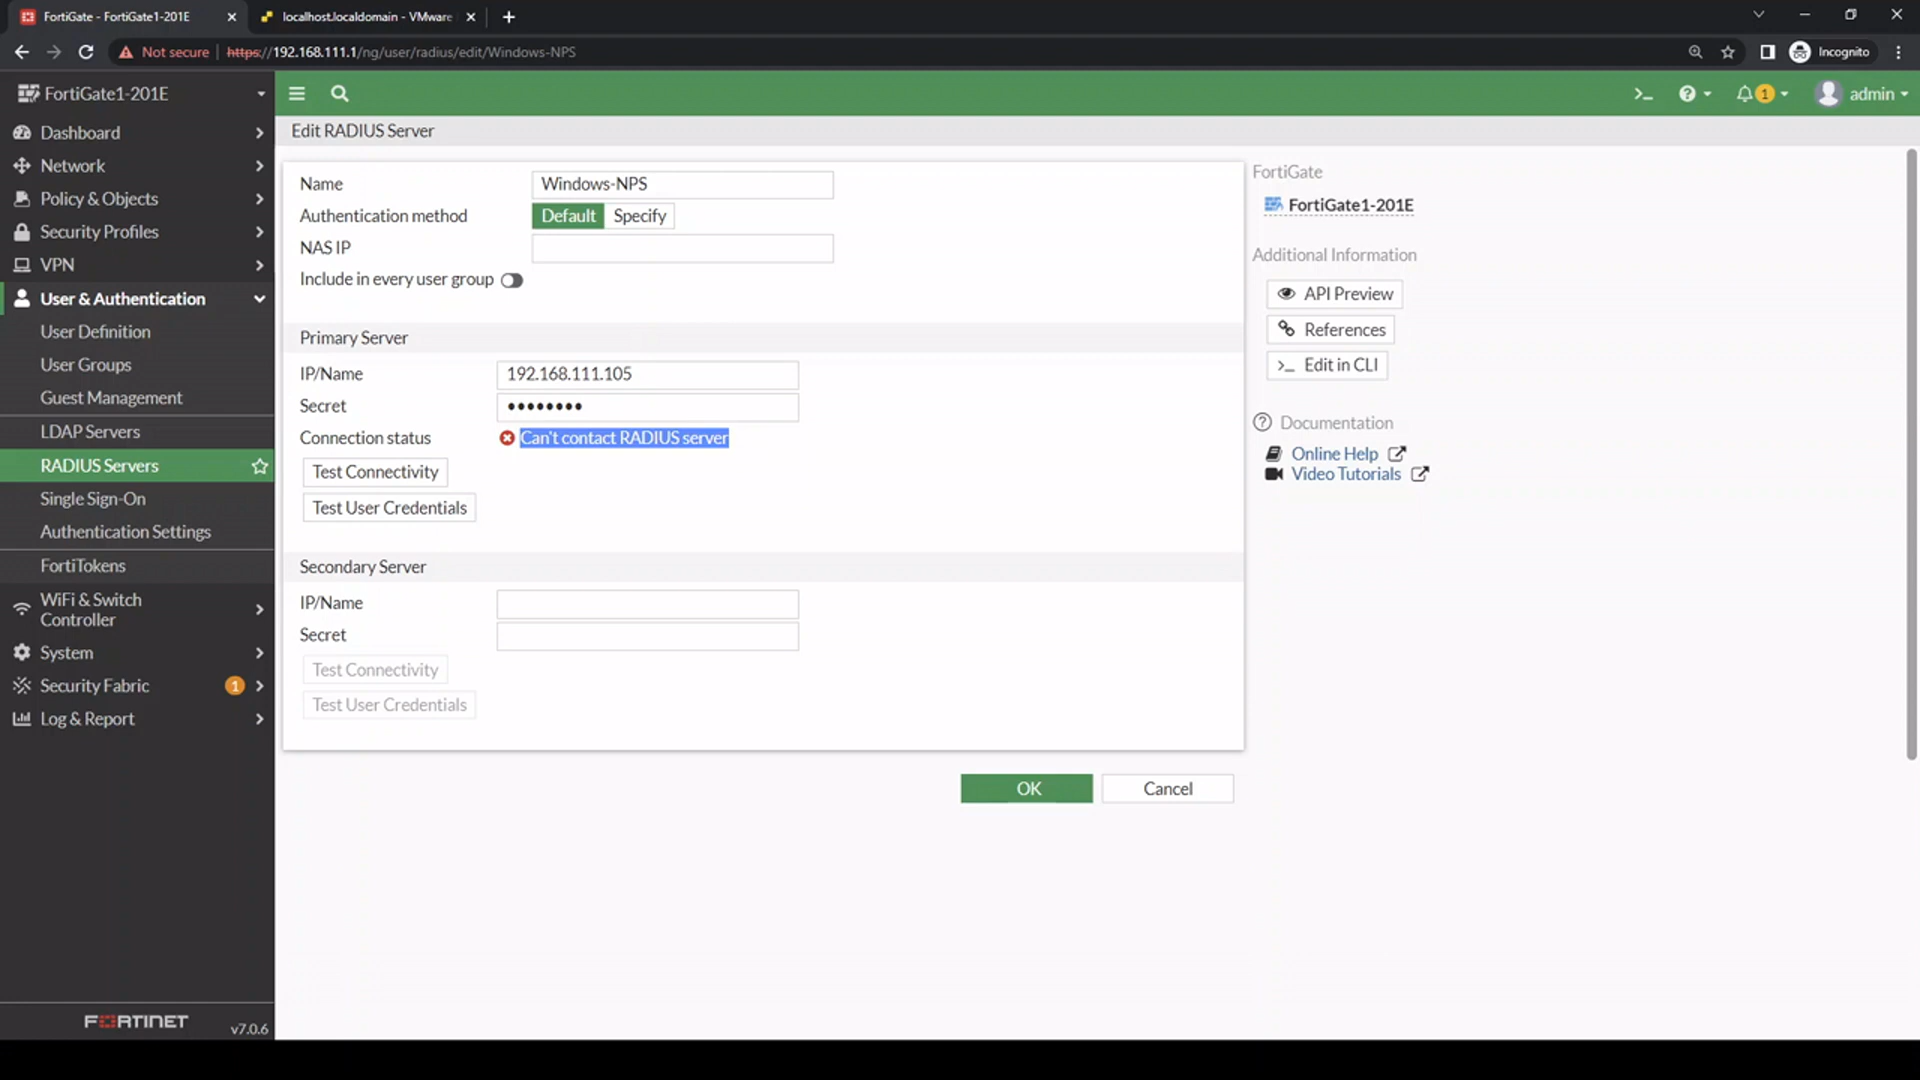 FortiGate - FortiGate1-201E
localhost.localdomain - VMware
Not secure
https://192.168.111.1/ng/user/radius/edit/Windows-NPS
Incognito
FortiGate1-201E
admin
1
Dashboard
Network
Policy & Objects
Security Profiles
VPN
User & Authentication
User Definition
User Groups
Guest Management
LDAP Servers
RADIUS Servers
Single Sign-On
Authentication Settings
FortiTokens
WiFi & Switch
Controller
System
Security Fabric
1
Log & Report
FORTINET
v7.0.6
Edit RADIUS Server
Name
Windows-NPS
Authentication method
Default
Specify
NAS IP
Include in every user group
Primary Server
IP/Name
192.168.111.105
Secret
••••••••
Connection status
Can't contact RADIUS server
Test Connectivity
Test User Credentials
Secondary Server
IP/Name
Secret
Test Connectivity
Test User Credentials
OK
Cancel
FortiGate
FortiGate1-201E
Additional Information
API Preview
References
>_ Edit in CLI
Documentation
Online Help
Video Tutorials